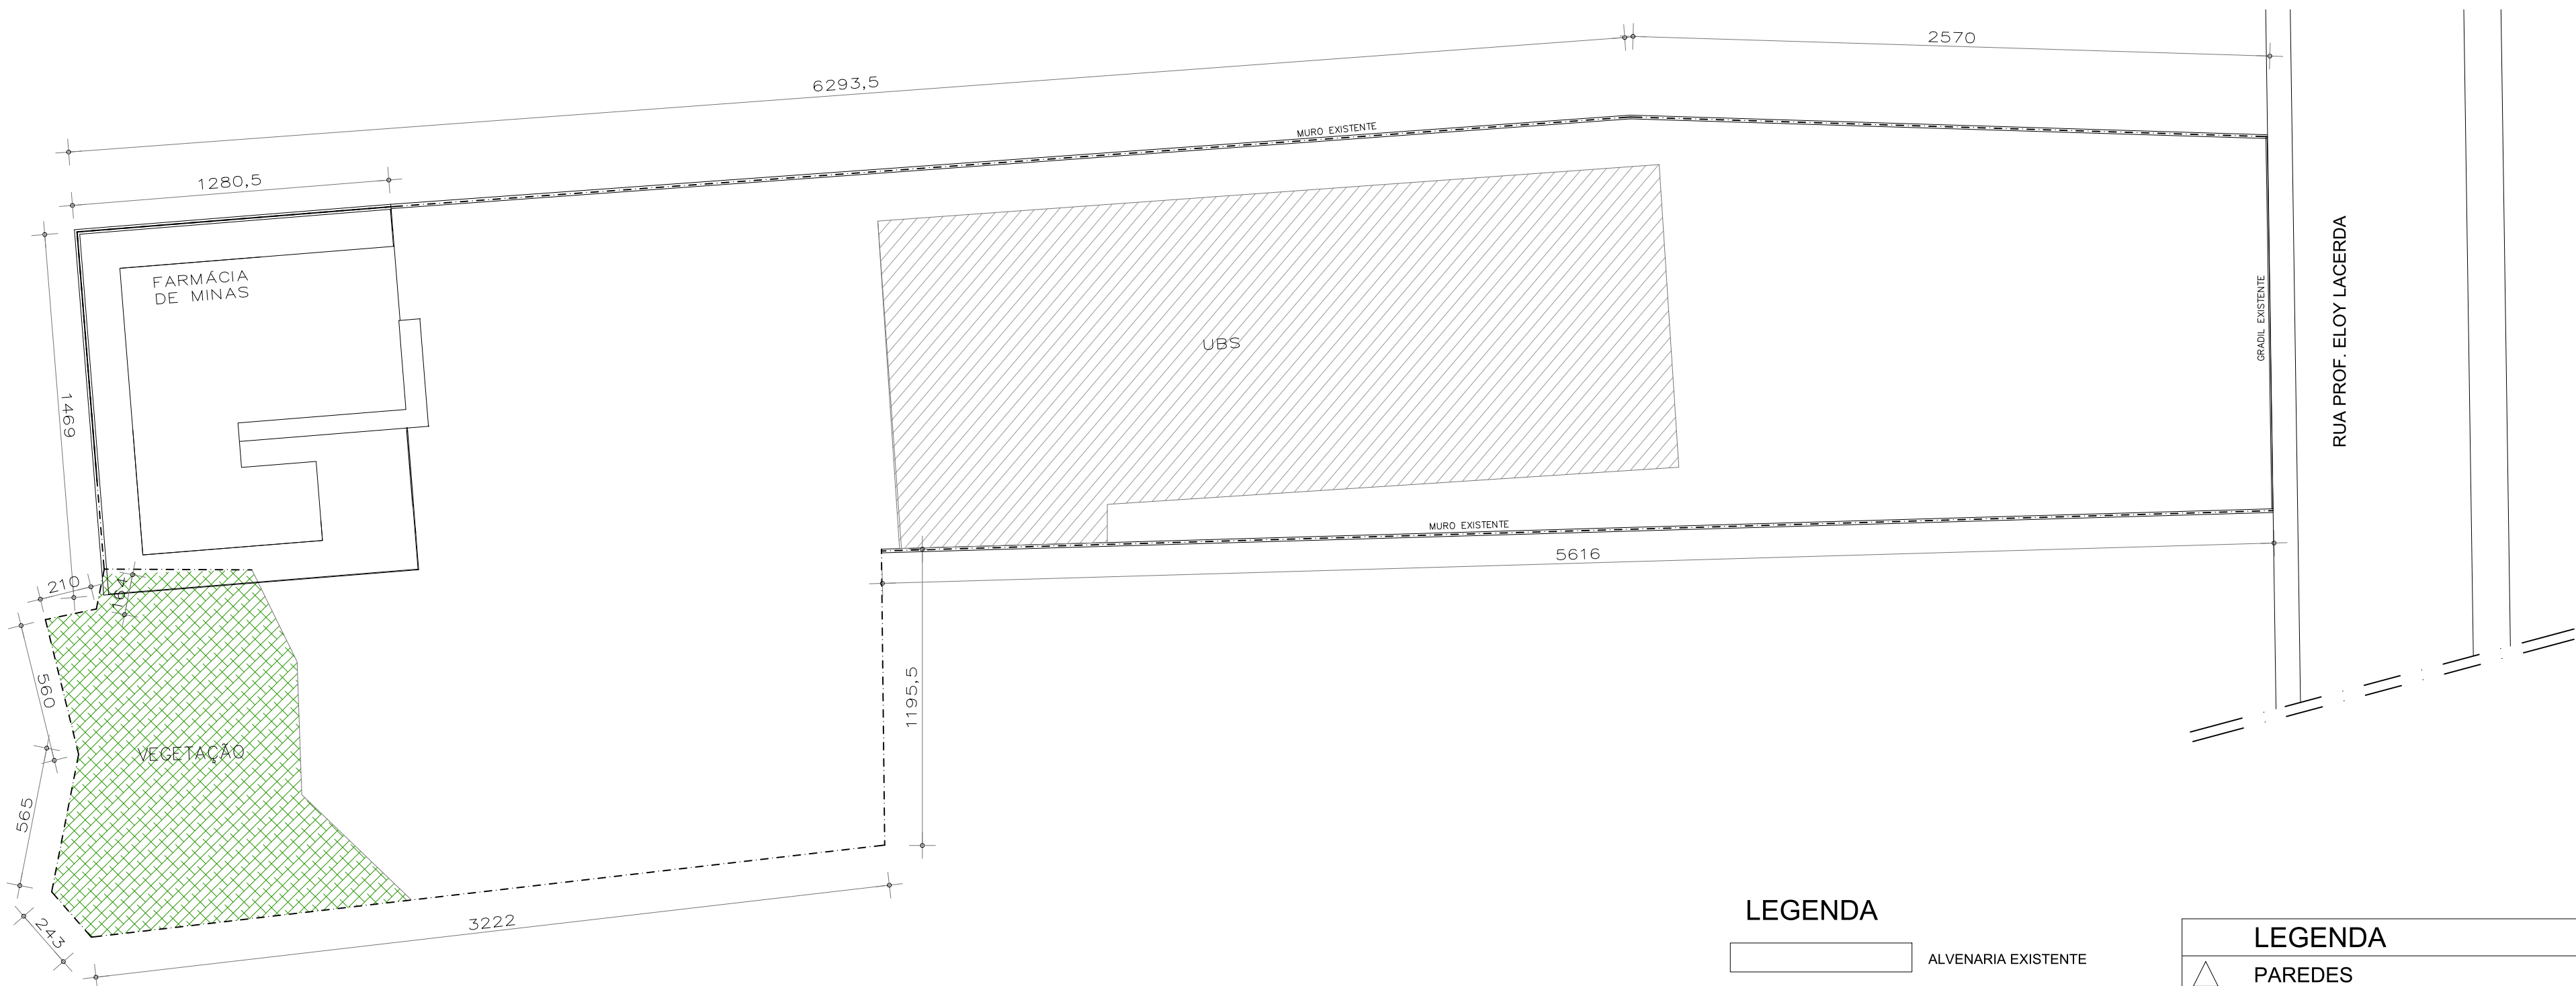 2570
6293,5
MURO EXISTENTE
1280,5
FARMÁCIA
DE MINAS
UBS
GRADIL EXISTENTE
RUA PROF. ELOY LACERDA
1469
MURO EXISTENTE
5616
210
560
1195,5
VEGETAÇÃO
565
243
3222
LEGENDA
ALVENARIA EXISTENTE
LEGENDA
PAREDES